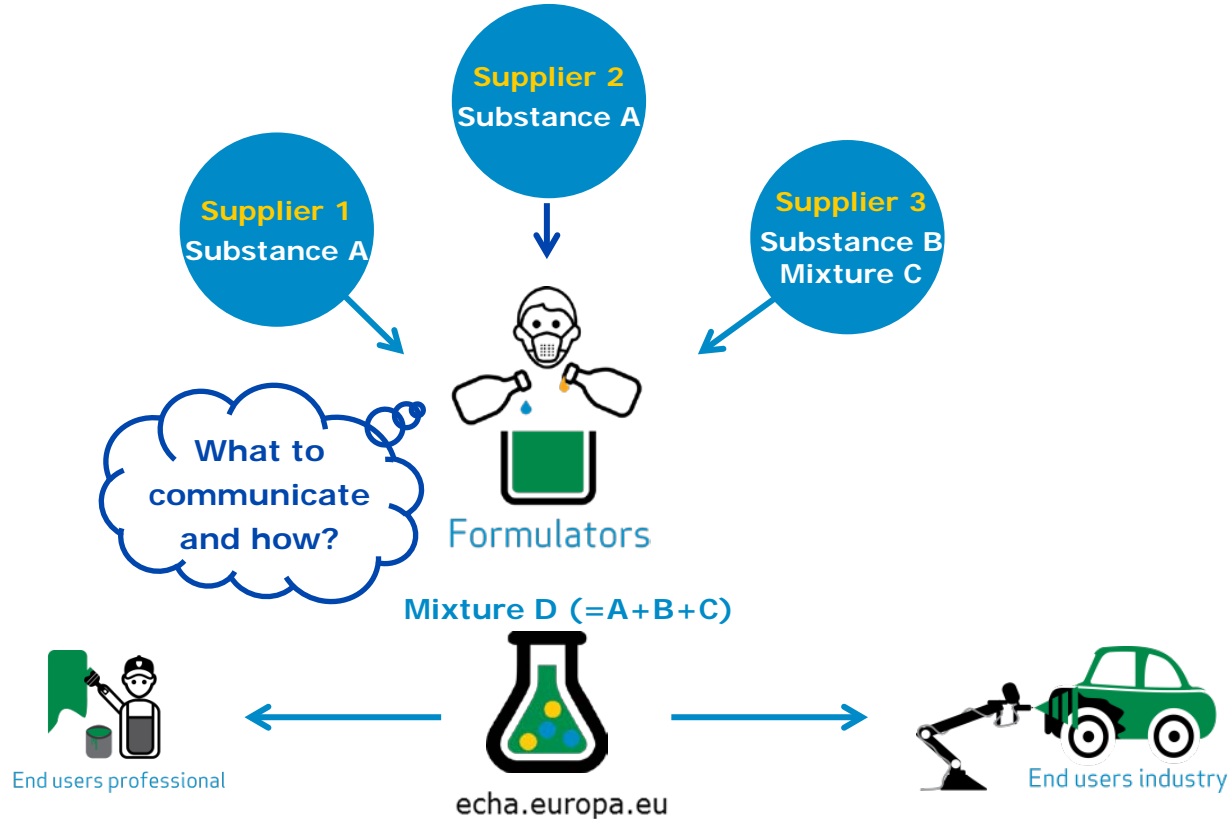 Supplier 2
Substance A
Supplier 1
Substance A
Supplier 3
Substance B
Mixture C
What to
communicate
and how?
Formulators
Mixture D (=A+B+C)
End users professional
End users industry
echa.europa.eu